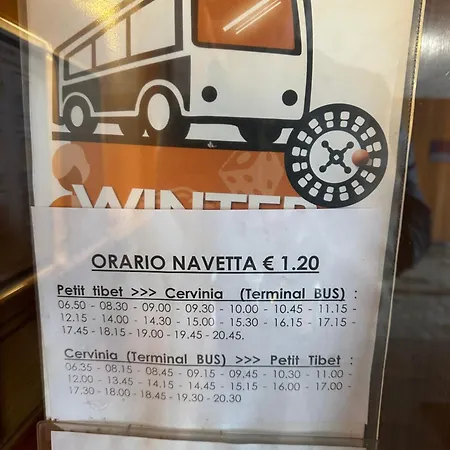 WINTER
ORARIO NAVETTA € 1.20
Petit tibet >>> Cervinia (Terminal BUS) :
06.50 - 08.30 - 09.00 - 09.30 - 10.00 - 10.45 - 11.15 -
12.15 - 14.00 - 14.30 - 15.00 - 15.30 - 16.15 - 17.15 -
17.45 - 18.15 - 19.00 - 19.45 - 20.45.
Cervinia (Terminal BUS) >>> Petit Tibet :
06.35 - 08.15 - 08.45 - 09.15 - 09,45 - 10.30 - 11.00 -
12.00 - 13.45 - 14.15 - 14.45 - 15.15 - 16.00 - 17.00 -
17.30 - 18.00 - 18.45 - 19.30 - 20.30